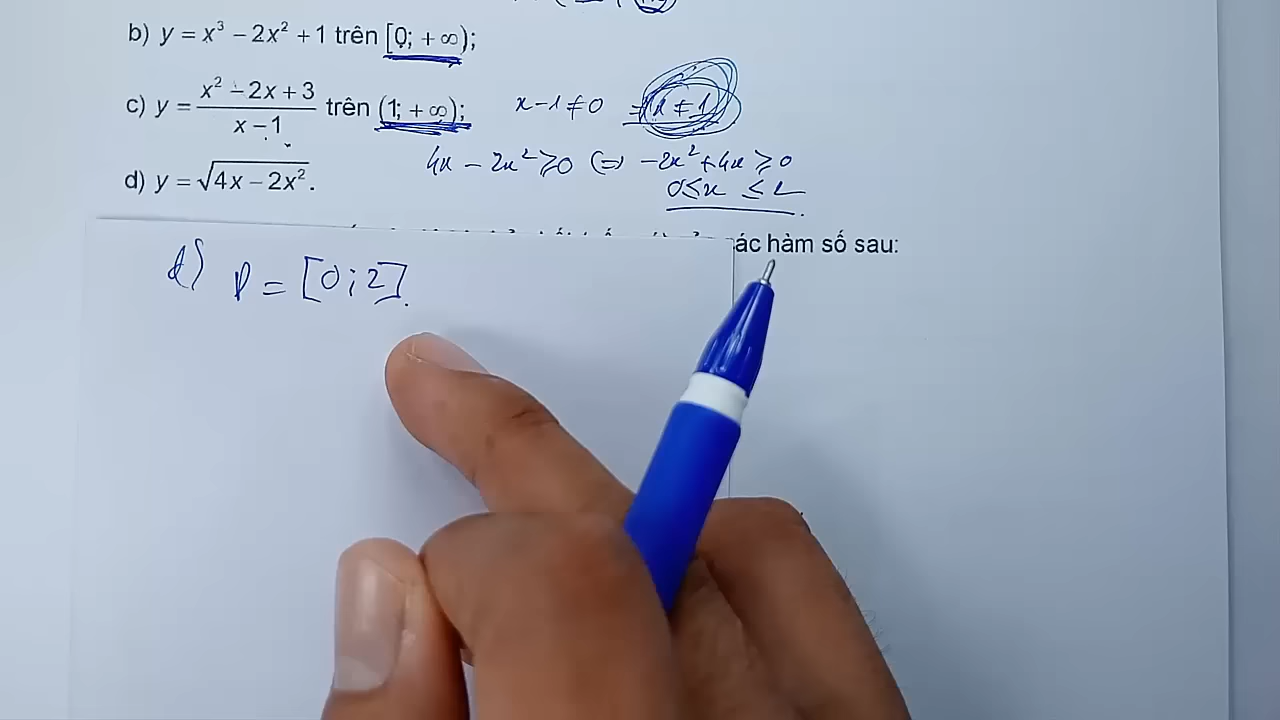 b) y = x³ − 2x² + 1 trên [0; +∞);
c) y = (x² − 2x + 3)/(x − 1) trên (1; +∞); x − 1 ≠ 0 ⇒ x ≠ 1
4x − 2x² ≥ 0 (=) −2x² + 4x ≥ 0
d) y = √(4x − 2x²).
0 ≤ x ≤ 2
ác hàm số sau:
d) D = [0; 2].